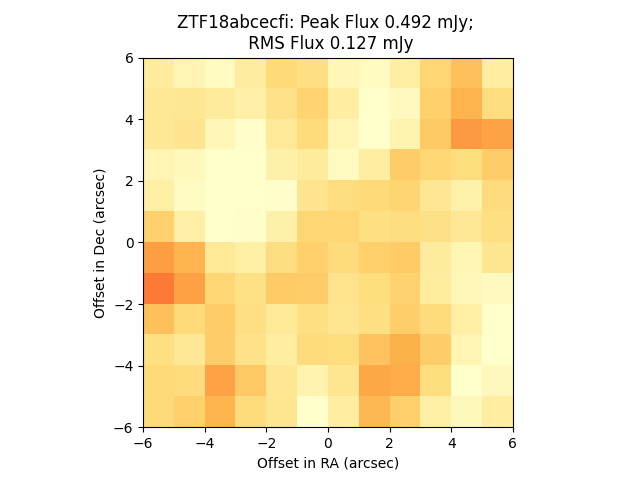 ZTF18abcecfi: Peak Flux 0.492 mJy;
RMS Flux 0.127 mJy
6
4
2
0
−2
−4
−6
Offset in Dec (arcsec)
−6 −4 −2 0 2 4 6
Offset in RA (arcsec)